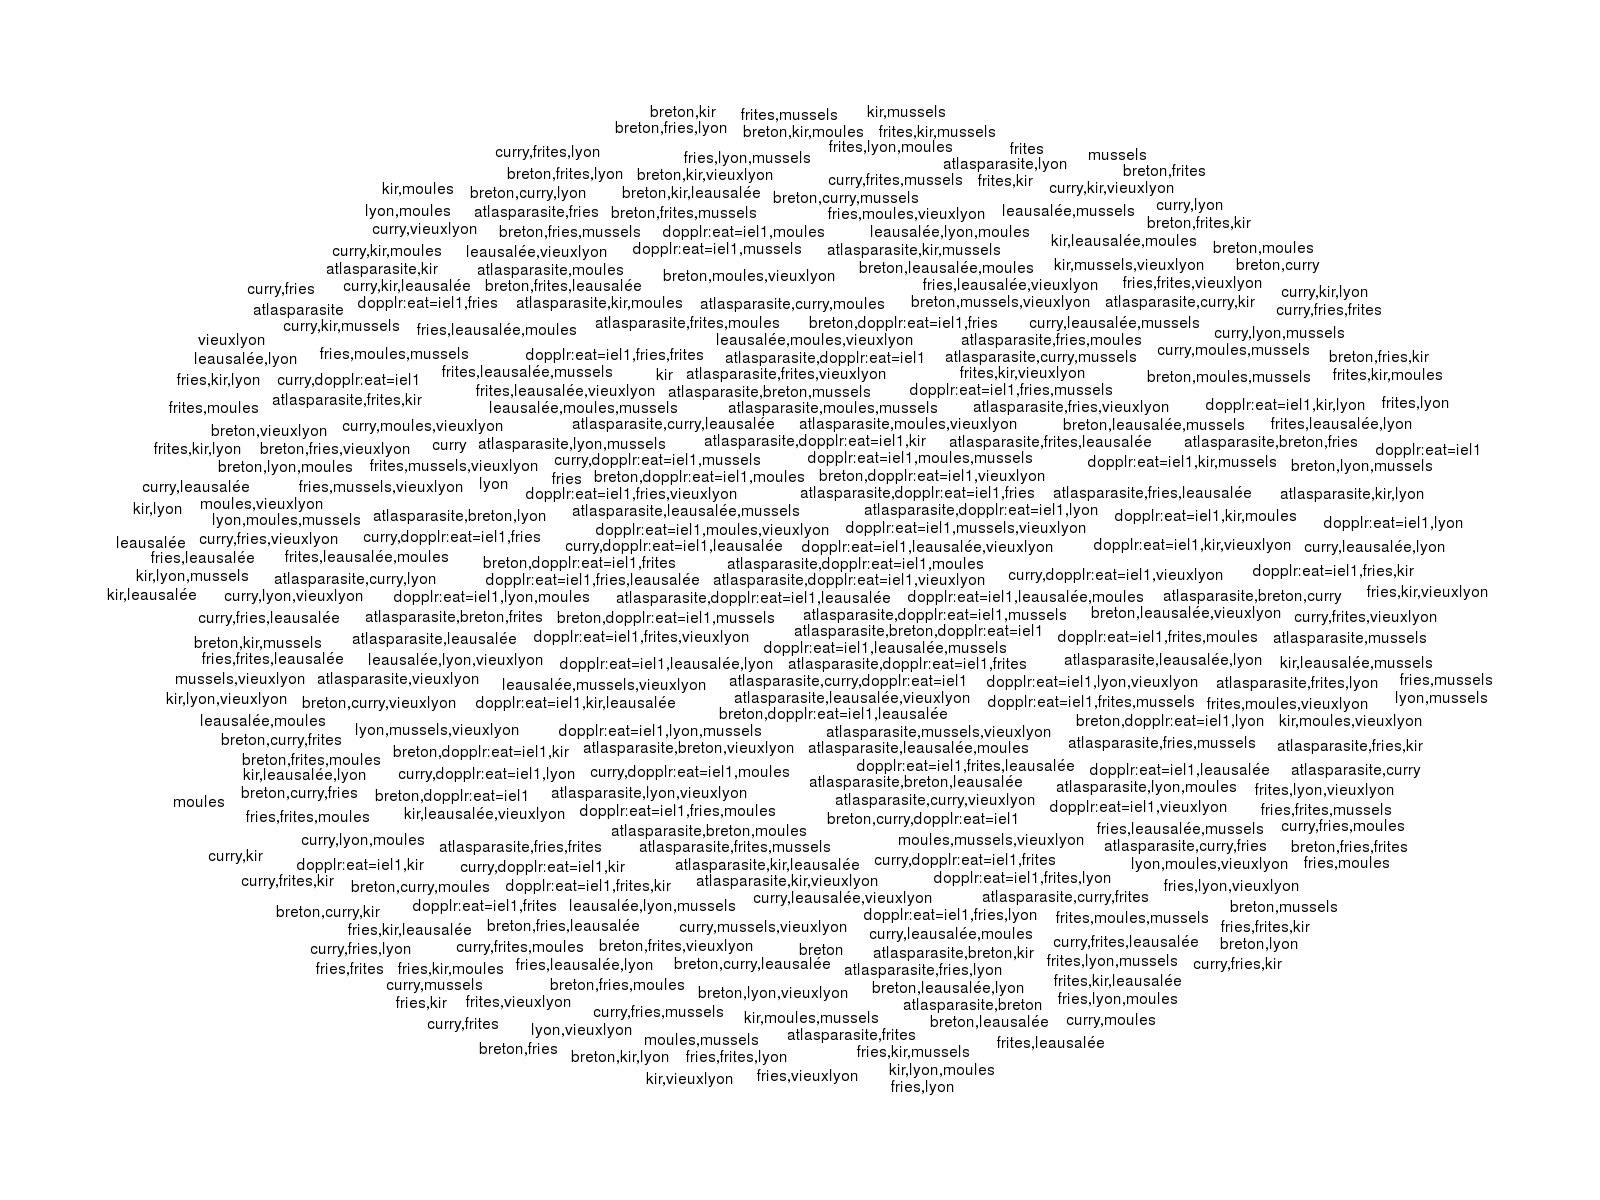 breton,kir frites,mussels kir,mussels
breton,fries,lyon breton,kir,moules frites,kir,mussels
curry,frites,lyon fries,lyon,mussels frites,lyon,moules frites mussels
breton,frites,lyon breton,kir,vieuxlyon atlasparasite,lyon breton,frites
kir,moules breton,curry,lyon breton,kir,leausalée breton,curry,mussels curry,frites,mussels frites,kir curry,kir,vieuxlyon
lyon,moules atlasparasite,fries breton,frites,mussels fries,moules,vieuxlyon leausalée,mussels curry,lyon
curry,vieuxlyon breton,fries,mussels dopplr:eat=iel1,moules leausalée,lyon,moules breton,frites,kir
curry,kir,moules leausalée,vieuxlyon dopplr:eat=iel1,mussels atlasparasite,kir,mussels kir,leausalée,moules breton,moules
atlasparasite,kir atlasparasite,moules breton,moules,vieuxlyon breton,leausalée,moules kir,mussels,vieuxlyon breton,curry
curry,fries curry,kir,leausalée breton,frites,leausalée fries,leausalée,vieuxlyon fries,frites,vieuxlyon curry,kir,lyon
atlasparasite dopplr:eat=iel1,fries atlasparasite,kir,moules atlasparasite,curry,moules breton,mussels,vieuxlyon atlasparasite,curry,kir curry,fries,frites
curry,kir,mussels fries,leausalée,moules atlasparasite,frites,moules breton,dopplr:eat=iel1,fries curry,leausalée,mussels curry,lyon,mussels
vieuxlyon leausalée,moules,vieuxlyon atlasparasite,fries,moules
leausalée,lyon fries,moules,mussels dopplr:eat=iel1,fries,frites atlasparasite,dopplr:eat=iel1 atlasparasite,curry,mussels curry,moules,mussels breton,fries,kir
fries,kir,lyon curry,dopplr:eat=iel1 frites,leausalée,mussels kir atlasparasite,frites,vieuxlyon frites,kir,vieuxlyon breton,moules,mussels frites,kir,moules
atlasparasite,frites,kir frites,leausalée,vieuxlyon atlasparasite,breton,mussels dopplr:eat=iel1,fries,mussels
frites,moules leausalée,moules,mussels atlasparasite,moules,mussels atlasparasite,fries,vieuxlyon dopplr:eat=iel1,kir,lyon frites,lyon
breton,vieuxlyon curry,moules,vieuxlyon atlasparasite,curry,leausalée atlasparasite,moules,vieuxlyon breton,leausalée,mussels frites,leausalée,lyon
frites,kir,lyon breton,fries,vieuxlyon curry atlasparasite,lyon,mussels atlasparasite,dopplr:eat=iel1,kir atlasparasite,frites,leausalée atlasparasite,breton,fries dopplr:eat=iel1
breton,lyon,moules frites,mussels,vieuxlyon curry,dopplr:eat=iel1,mussels dopplr:eat=iel1,moules,mussels dopplr:eat=iel1,kir,mussels breton,lyon,mussels
curry,leausalée fries,mussels,vieuxlyon lyon fries breton,dopplr:eat=iel1,moules breton,dopplr:eat=iel1,vieuxlyon
dopplr:eat=iel1,fries,vieuxlyon atlasparasite,dopplr:eat=iel1,fries atlasparasite,fries,leausalée atlasparasite,kir,lyon
kir,lyon moules,vieuxlyon
lyon,moules,mussels atlasparasite,breton,lyon atlasparasite,leausalée,mussels atlasparasite,dopplr:eat=iel1,lyon dopplr:eat=iel1,kir,moules dopplr:eat=iel1,lyon
dopplr:eat=iel1,moules,vieuxlyon dopplr:eat=iel1,mussels,vieuxlyon
leausalée curry,fries,vieuxlyon curry,dopplr:eat=iel1,fries curry,dopplr:eat=iel1,leausalée dopplr:eat=iel1,leausalée,vieuxlyon dopplr:eat=iel1,kir,vieuxlyon curry,leausalée,lyon
fries,leausalée frites,leausalée,moules breton,dopplr:eat=iel1,frites atlasparasite,dopplr:eat=iel1,moules
kir,lyon,mussels atlasparasite,curry,lyon dopplr:eat=iel1,fries,leausalée atlasparasite,dopplr:eat=iel1,vieuxlyon curry,dopplr:eat=iel1,vieuxlyon dopplr:eat=iel1,fries,kir
kir,leausalée curry,lyon,vieuxlyon dopplr:eat=iel1,lyon,moules atlasparasite,dopplr:eat=iel1,leausalée dopplr:eat=iel1,leausalée,moules atlasparasite,breton,curry fries,kir,vieuxlyon
curry,fries,leausalée atlasparasite,breton,frites breton,dopplr:eat=iel1,mussels atlasparasite,dopplr:eat=iel1,mussels breton,leausalée,vieuxlyon curry,frites,vieuxlyon
breton,kir,mussels atlasparasite,leausalée dopplr:eat=iel1,frites,vieuxlyon atlasparasite,breton,dopplr:eat=iel1 dopplr:eat=iel1,frites,moules atlasparasite,mussels
dopplr:eat=iel1,leausalée,mussels
fries,frites,leausalée leausalée,lyon,vieuxlyon dopplr:eat=iel1,leausalée,lyon atlasparasite,dopplr:eat=iel1,frites atlasparasite,leausalée,lyon kir,leausalée,mussels
mussels,vieuxlyon atlasparasite,vieuxlyon leausalée,mussels,vieuxlyon atlasparasite,curry,dopplr:eat=iel1 dopplr:eat=iel1,lyon,vieuxlyon atlasparasite,frites,lyon fries,mussels
kir,lyon,vieuxlyon breton,curry,vieuxlyon dopplr:eat=iel1,kir,leausalée atlasparasite,leausalée,vieuxlyon dopplr:eat=iel1,frites,mussels frites,moules,vieuxlyon lyon,mussels
leausalée,moules breton,dopplr:eat=iel1,leausalée breton,dopplr:eat=iel1,lyon kir,moules,vieuxlyon
breton,curry,frites lyon,mussels,vieuxlyon dopplr:eat=iel1,lyon,mussels atlasparasite,mussels,vieuxlyon
breton,frites,moules breton,dopplr:eat=iel1,kir atlasparasite,breton,vieuxlyon atlasparasite,leausalée,moules atlasparasite,fries,mussels atlasparasite,fries,kir
kir,leausalée,lyon curry,dopplr:eat=iel1,lyon curry,dopplr:eat=iel1,moules dopplr:eat=iel1,frites,leausalée dopplr:eat=iel1,leausalée atlasparasite,curry
breton,curry,fries breton,dopplr:eat=iel1 atlasparasite,lyon,vieuxlyon atlasparasite,breton,leausalée atlasparasite,lyon,moules frites,lyon,vieuxlyon
moules atlasparasite,curry,vieuxlyon dopplr:eat=iel1,vieuxlyon
fries,frites,moules kir,leausalée,vieuxlyon dopplr:eat=iel1,fries,moules breton,curry,dopplr:eat=iel1 fries,frites,mussels
atlasparasite,breton,moules fries,leausalée,mussels curry,fries,moules
curry,lyon,moules atlasparasite,fries,frites atlasparasite,frites,mussels moules,mussels,vieuxlyon atlasparasite,curry,fries breton,fries,frites
curry,kir dopplr:eat=iel1,kir curry,dopplr:eat=iel1,kir atlasparasite,kir,leausalée curry,dopplr:eat=iel1,frites lyon,moules,vieuxlyon fries,moules
curry,frites,kir breton,curry,moules dopplr:eat=iel1,frites,kir atlasparasite,kir,vieuxlyon dopplr:eat=iel1,frites,lyon fries,lyon,vieuxlyon
breton,curry,kir dopplr:eat=iel1,frites leausalée,lyon,mussels curry,leausalée,vieuxlyon atlasparasite,curry,frites breton,mussels
fries,kir,leausalée breton,fries,leausalée curry,mussels,vieuxlyon dopplr:eat=iel1,fries,lyon frites,moules,mussels fries,frites,kir
curry,fries,lyon curry,frites,moules breton,frites,vieuxlyon breton curry,leausalée,moules curry,frites,leausalée breton,lyon
atlasparasite,breton,kir
fries,frites fries,kir,moules fries,leausalée,lyon breton,curry,leausalée atlasparasite,fries,lyon frites,lyon,mussels curry,fries,kir
curry,mussels breton,fries,moules breton,lyon,vieuxlyon breton,leausalée,lyon frites,kir,leausalée
fries,kir frites,vieuxlyon curry,fries,mussels kir,moules,mussels atlasparasite,breton fries,lyon,moules
curry,frites lyon,vieuxlyon breton,leausalée curry,moules
breton,fries moules,mussels atlasparasite,frites frites,leausalée
breton,kir,lyon fries,frites,lyon fries,kir,mussels
kir,vieuxlyon fries,vieuxlyon kir,lyon,moules
fries,lyon